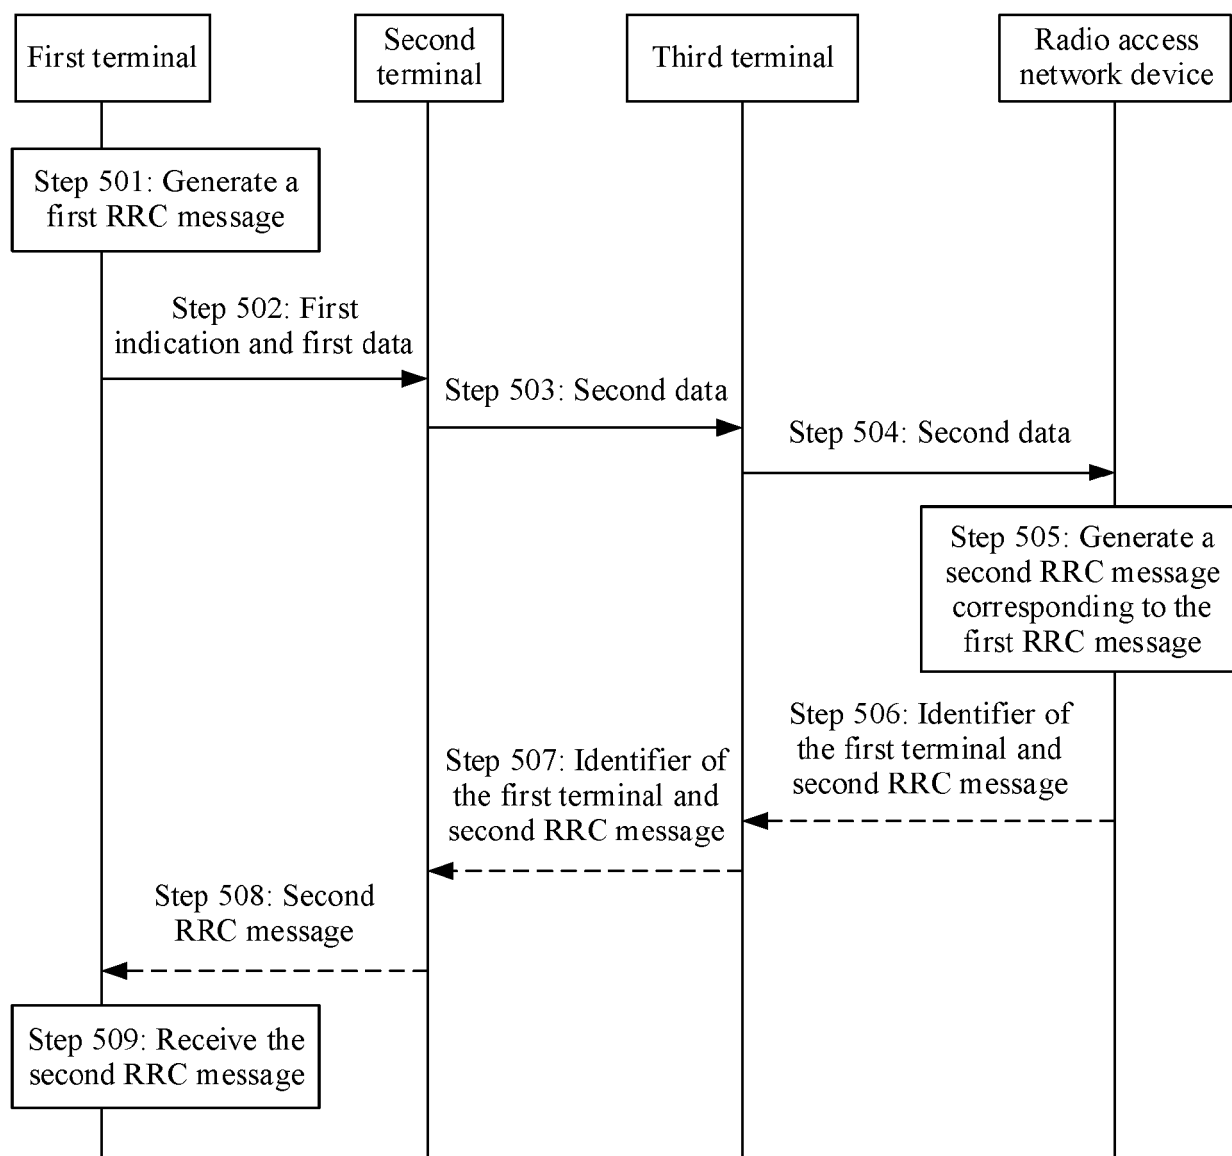 First terminal
Second
terminal
Third terminal
Radio access
network device
Step 501: Generate a
first RRC message
Step 502: First
indication and first data
Step 503: Second data
Step 504: Second data
Step 505: Generate a
second RRC message
corresponding to the
first RRC message
Step 506: Identifier of
the first terminal and
second RRC message
Step 507: Identifier of
the first terminal and
second RRC message
Step 508: Second
RRC message
Step 509: Receive the
second RRC message